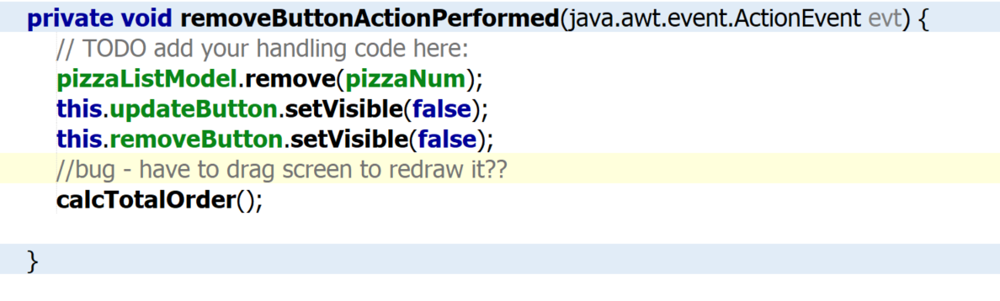 private void removeButtonActionPerformed(java.awt.event.ActionEvent evt) {
// TODO add your handling code here:
pizzaListModel.remove(pizzaNum);
this.updateButton.setVisible(false);
this.removeButton.setVisible(false);
//bug - have to drag screen to redraw it??
calcTotalOrder();
}